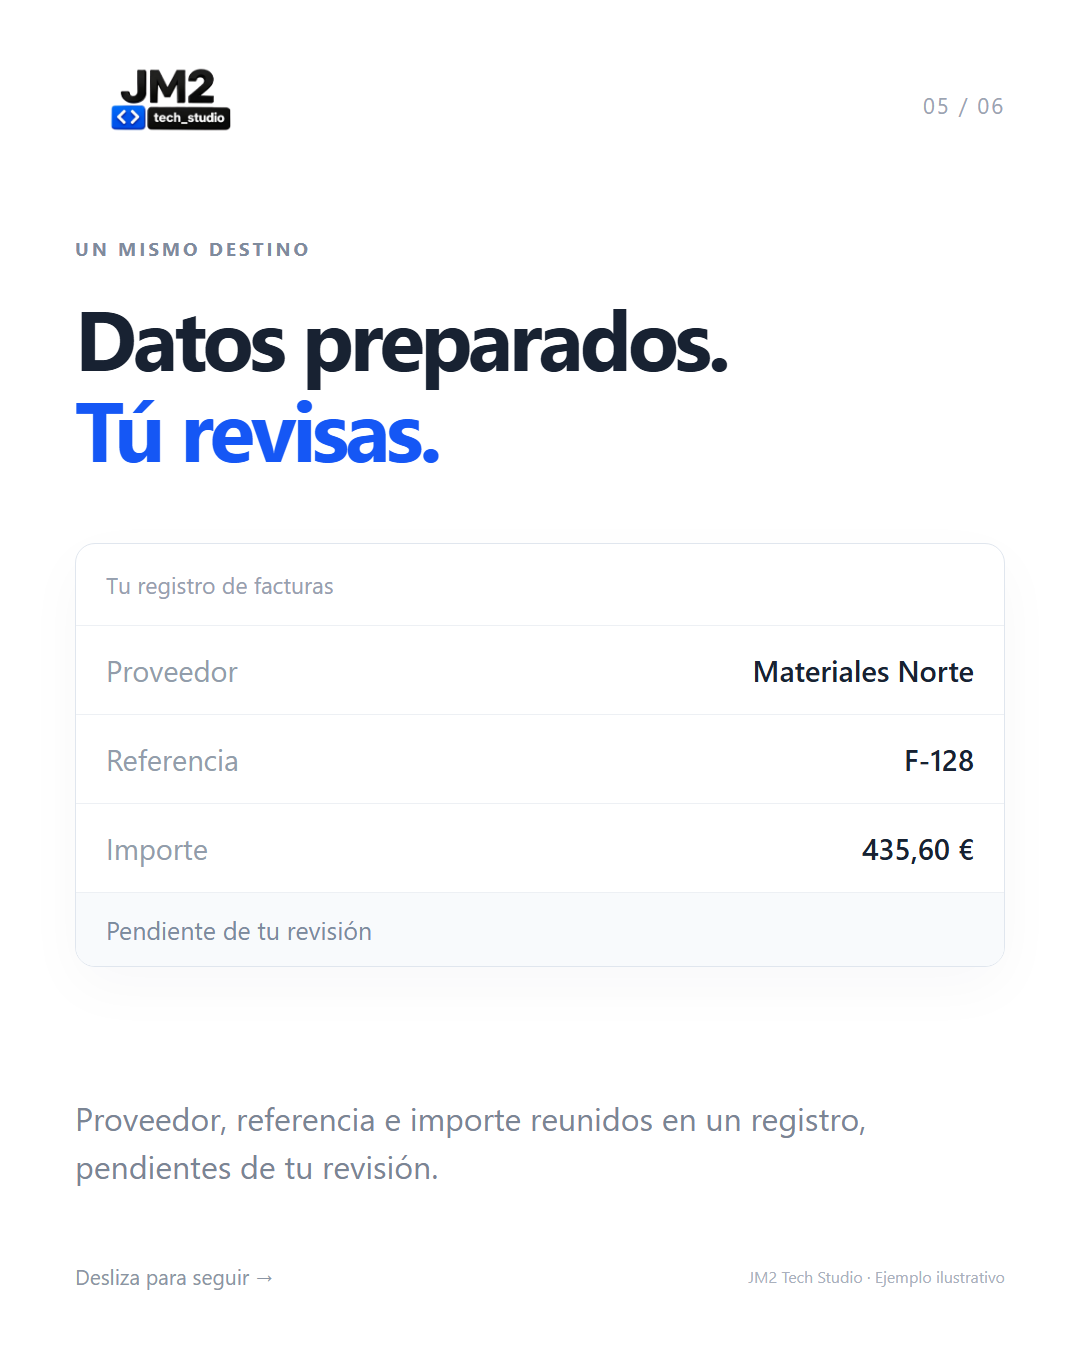 JM2
<> tech_studio
05 / 06
UN MISMO DESTINO
Datos preparados.
Tú revisas.
Tu registro de facturas
Proveedor Materiales Norte
Referencia F-128
Importe 435,60 €
Pendiente de tu revisión
Proveedor, referencia e importe reunidos en un registro,
pendientes de tu revisión.
Desliza para seguir →
JM2 Tech Studio · Ejemplo ilustrativo